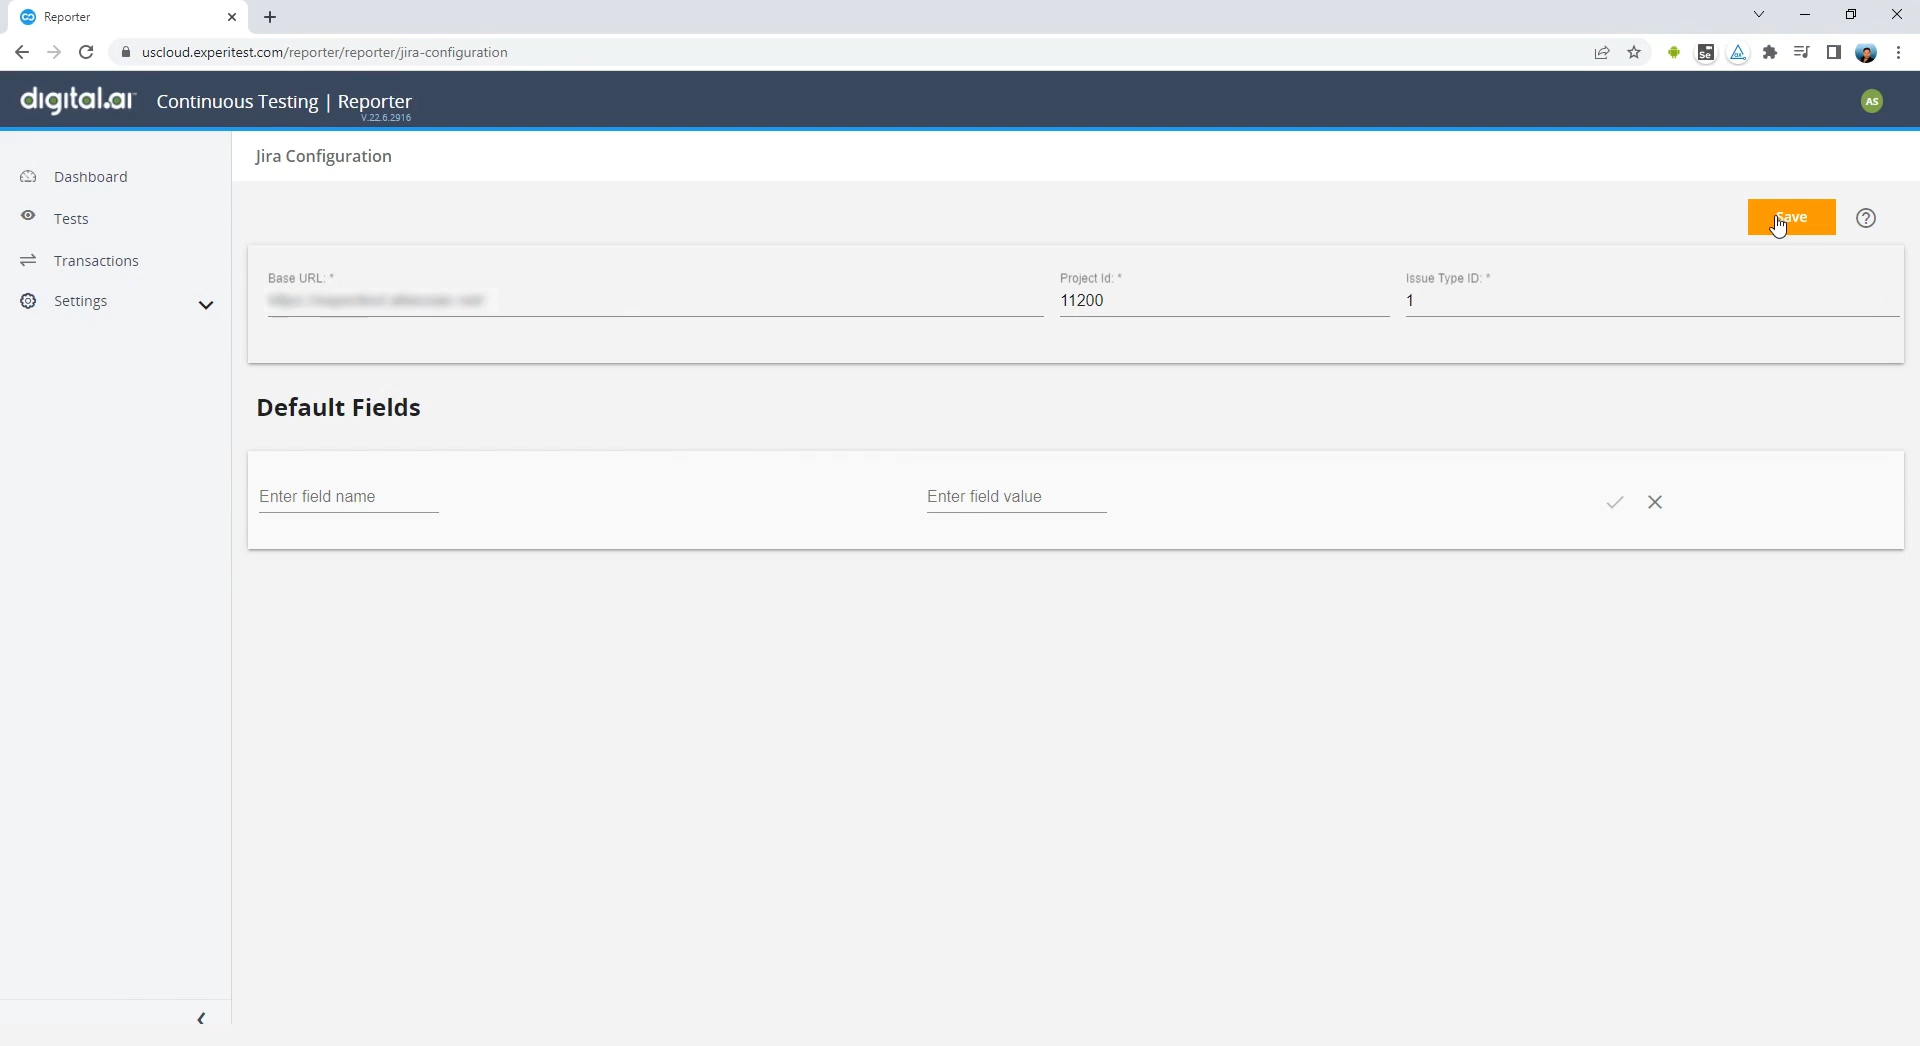 Reporter
uscloud.experitest.com/reporter/reporter/jira-configuration
Se
digital.ai Continuous Testing | Reporter
V.22.6.2916
AS
Jira Configuration
Dashboard
Tests
Transactions
Settings
Save
Base URL: *
Project Id: *
Issue Type ID: *
11200
1
Default Fields
Enter field name
Enter field value